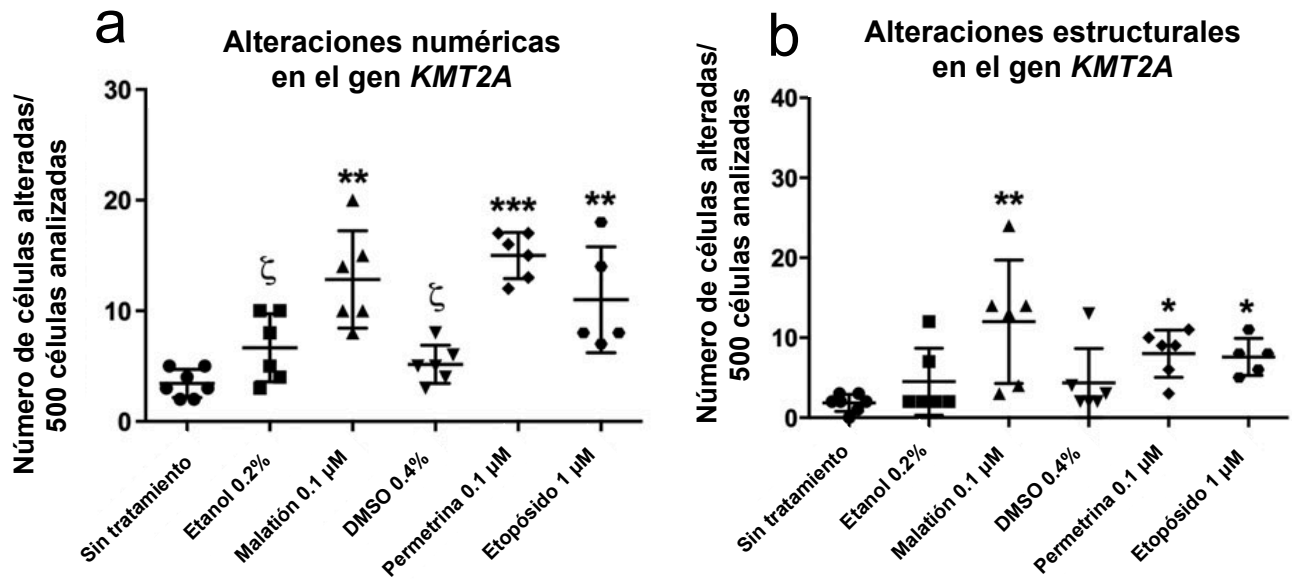 a
Alteraciones numéricas
en el gen KMT2A
Número de células alteradas/
500 células analizadas
30
20
10
0
ζ
**
ζ
***
**
Sin tratamiento
Etanol 0.2%
Malatión 0.1 µM
DMSO 0.4%
Permetrina 0.1 µM
Etopósido 1 µM
b
Alteraciones estructurales
en el gen KMT2A
Número de células alteradas/
500 células analizadas
40
30
20
10
0
**
*
*
Sin tratamiento
Etanol 0.2%
Malatión 0.1 µM
DMSO 0.4%
Permetrina 0.1 µM
Etopósido 1 µM